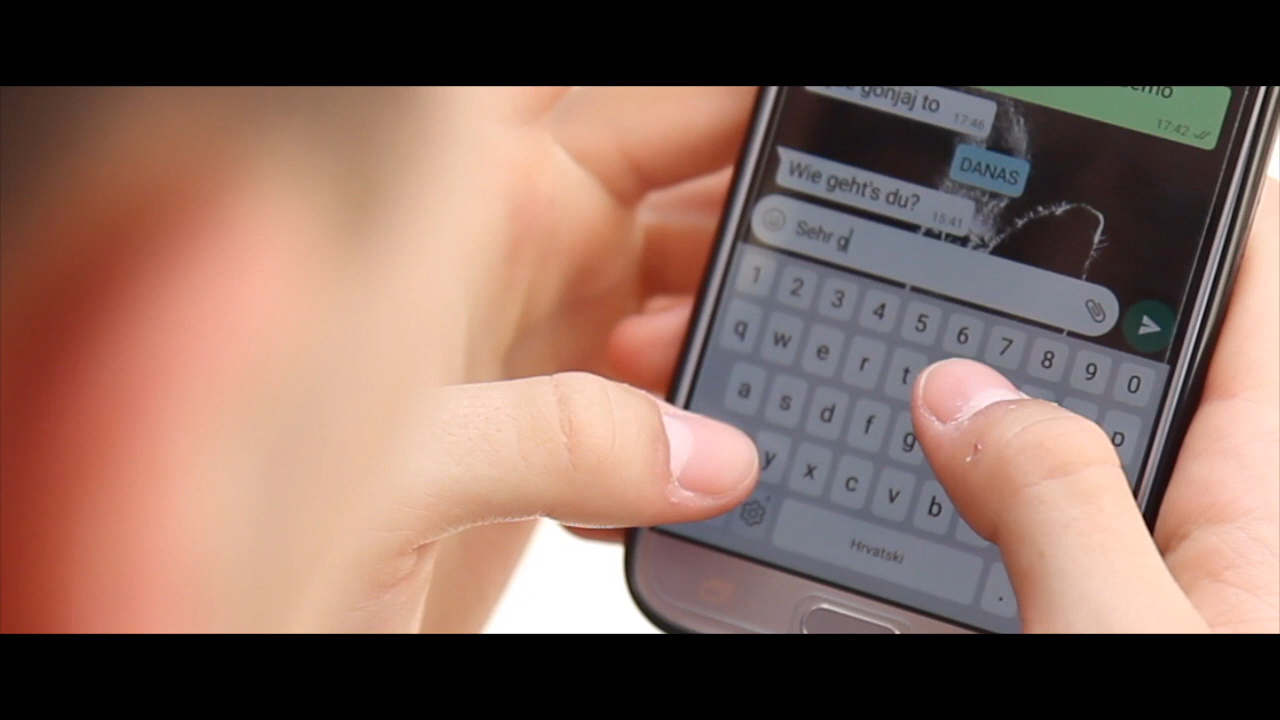 gonjaj to
17:46
17:42
DANAS
Wie geht's du?
15:41
Sehr g
1 2 3 4 5 6 7 8 9 0
q w e r t p
a s d f g
y x c v b
Hrvatski .